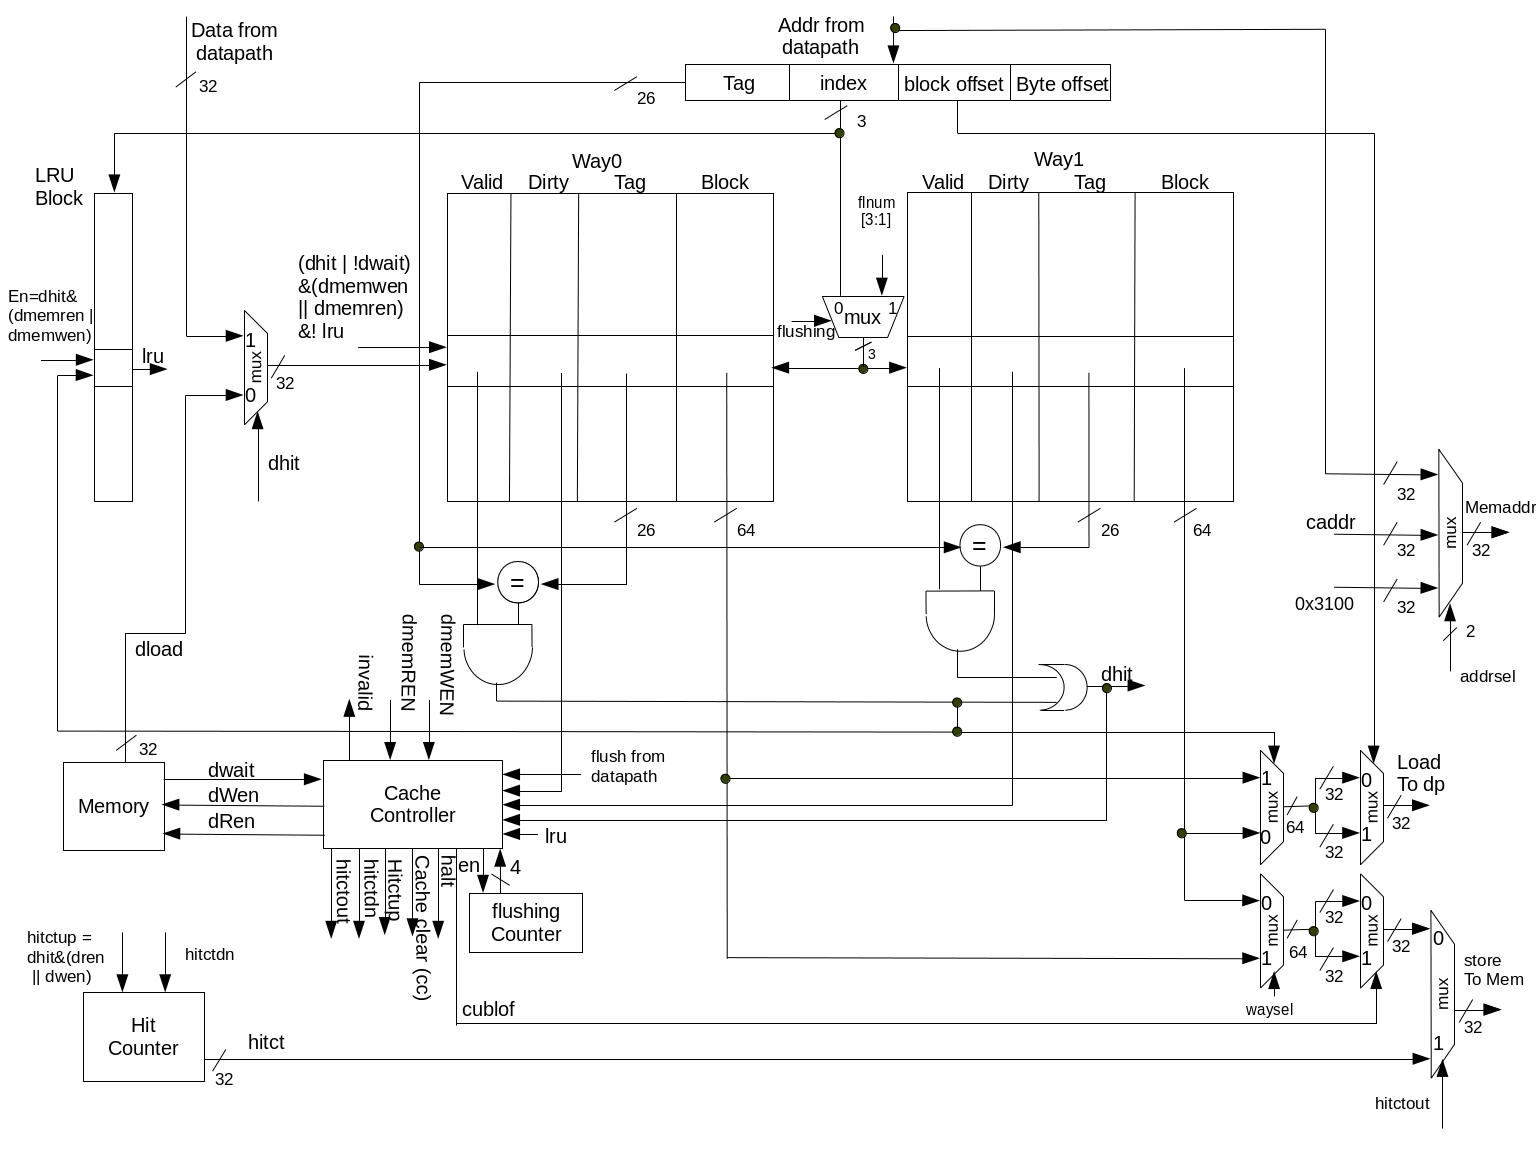 Data from
datapath
32
Addr from
datapath
Tag
index
block offset
Byte offset
26
3
LRU
Block
Way0
Valid
Dirty
Tag
Block
Way1
Valid
Dirty
Tag
Block
flnum
[3:1]
(dhit | !dwait)
&(dmemwen
|| dmemren)
&! lru
En=dhit&
(dmemren |
dmemwen)
lru
1
mux
0
32
dhit
0
1
mux
flushing
3
26
64
26
64
=
=
32
caddr
32
0x3100
32
mux
Memaddr
32
2
addrsel
dload
32
invalid
dmemREN
dmemWEN
dhit
Memory
dwait
dWen
dRen
Cache
Controller
flush from
datapath
lru
hitctout
hitctdn
Hitctup
Cache clear (cc)
halt
en
4
flushing
Counter
cublof
1
mux
0
64
32
32
0
mux
1
Load
To dp
32
0
mux
1
64
32
32
0
mux
1
32
waysel
0
mux
1
store
To Mem
32
hitctout
hitctup =
dhit&(dren
|| dwen)
hitctdn
Hit
Counter
hitct
32